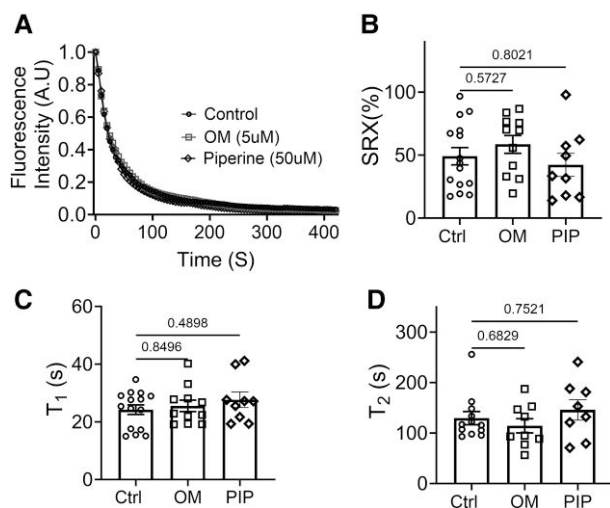 A
Fluorescence
Intensity (A.U)
1.0
0.8
0.6
0.4
0.2
0.0
0
100
200
300
400
Time (S)
Control
OM (5uM)
Piperine (50uM)
B
SRX(%)
100
50
0
0.8021
0.5727
Ctrl
OM
PIP
C
T1 (s)
60
40
20
0
0.4898
0.8496
Ctrl
OM
PIP
D
T2 (s)
300
200
100
0
0.7521
0.6829
Ctrl
OM
PIP